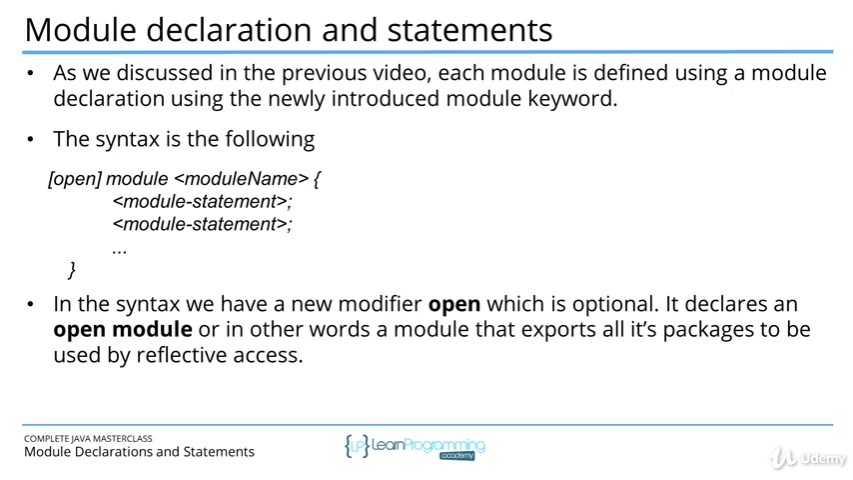 Module declaration and statements
• As we discussed in the previous video, each module is defined using a module
declaration using the newly introduced module keyword.
• The syntax is the following
[open] module <moduleName> {
<module-statement>;
<module-statement>;
...
}
• In the syntax we have a new modifier open which is optional. It declares an
open module or in other words a module that exports all it's packages to be
used by reflective access.
COMPLETE JAVA MASTERCLASS
Module Declarations and Statements
{LP} LearnProgramming
academy
Udemy